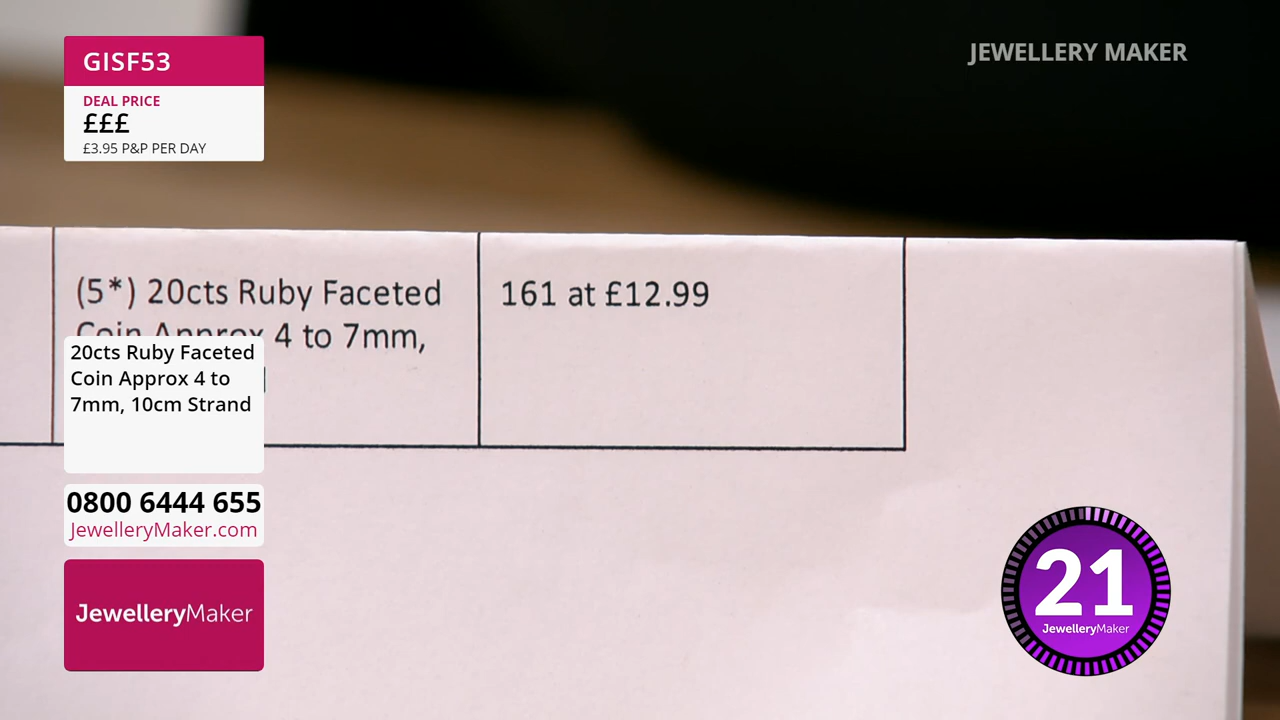 GISF53
DEAL PRICE
£££
£3.95 P&P PER DAY
JEWELLERY MAKER
(5*) 20cts Ruby Faceted
Coin Approx 4 to 7mm,
161 at £12.99
20cts Ruby Faceted
Coin Approx 4 to
7mm, 10cm Strand
0800 6444 655
JewelleryMaker.com
JewelleryMaker
21
JewelleryMaker